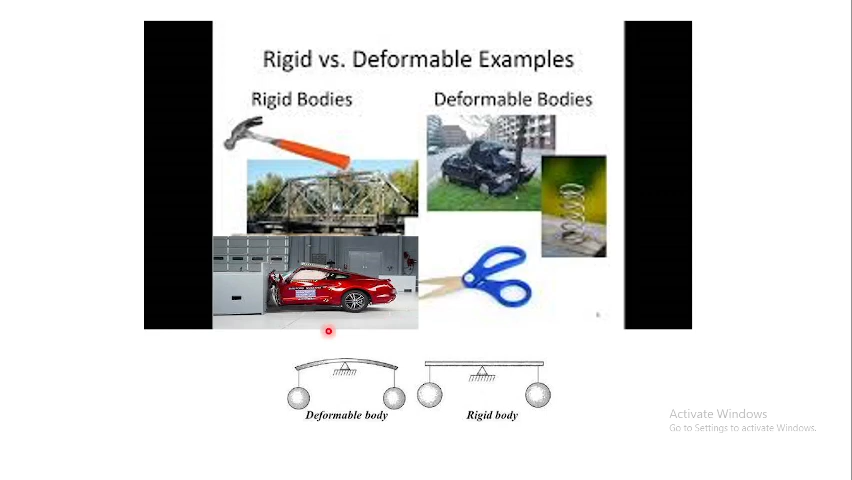 Rigid vs. Deformable Examples
Rigid Bodies
Deformable Bodies
Deformable body
Rigid body
Activate Windows
Go to Settings to activate Windows.